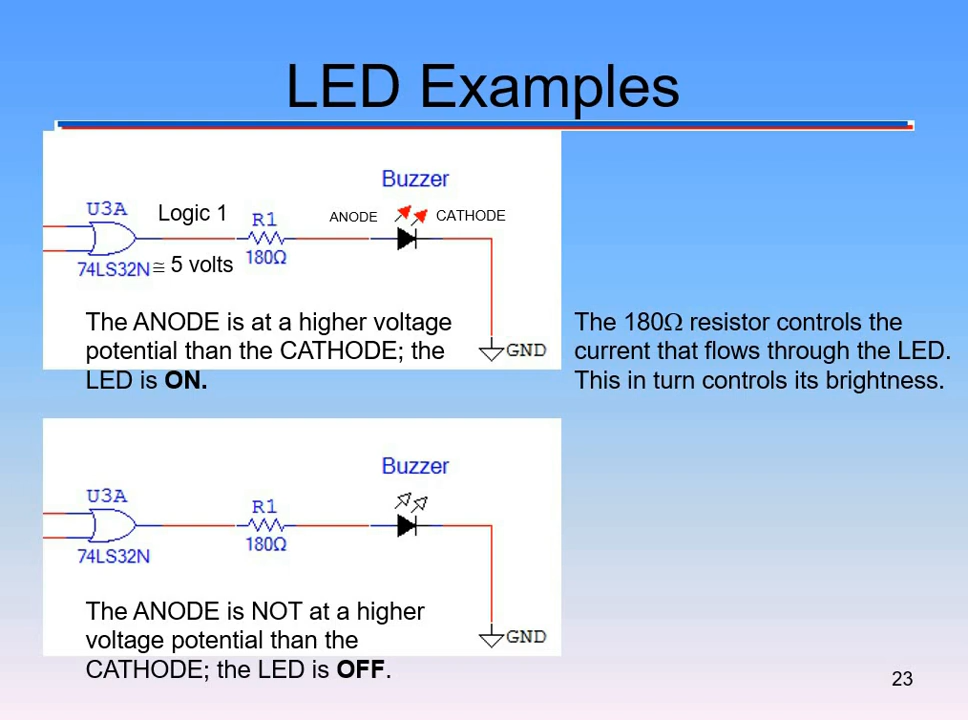 LED Examples
Buzzer
U3A
Logic 1
R1
ANODE
CATHODE
180Ω
74LS32N
≅ 5 volts
GND
The ANODE is at a higher voltage
potential than the CATHODE; the
LED is ON.
The 180Ω resistor controls the
current that flows through the LED.
This in turn controls its brightness.
Buzzer
U3A
R1
180Ω
74LS32N
GND
The ANODE is NOT at a higher
voltage potential than the
CATHODE; the LED is OFF.
23